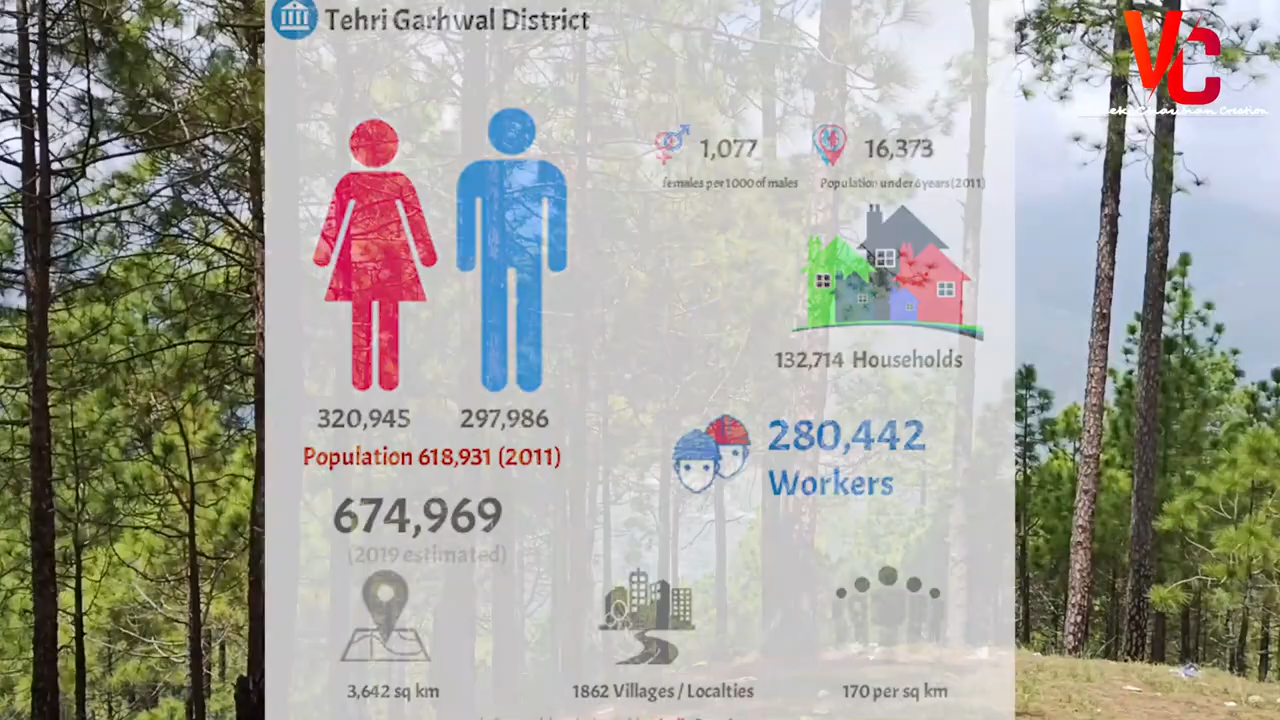 Tehri Garhwal District
VC
Creation
1,077
females per 1000 of males
16,373
Population under 6 years (2011)
132,714 Households
320,945
297,986
Population 618,931 (2011)
280,442
Workers
674,969
(2019 estimated)
3,642 sq km
1862 Villages / Localties
170 per sq km